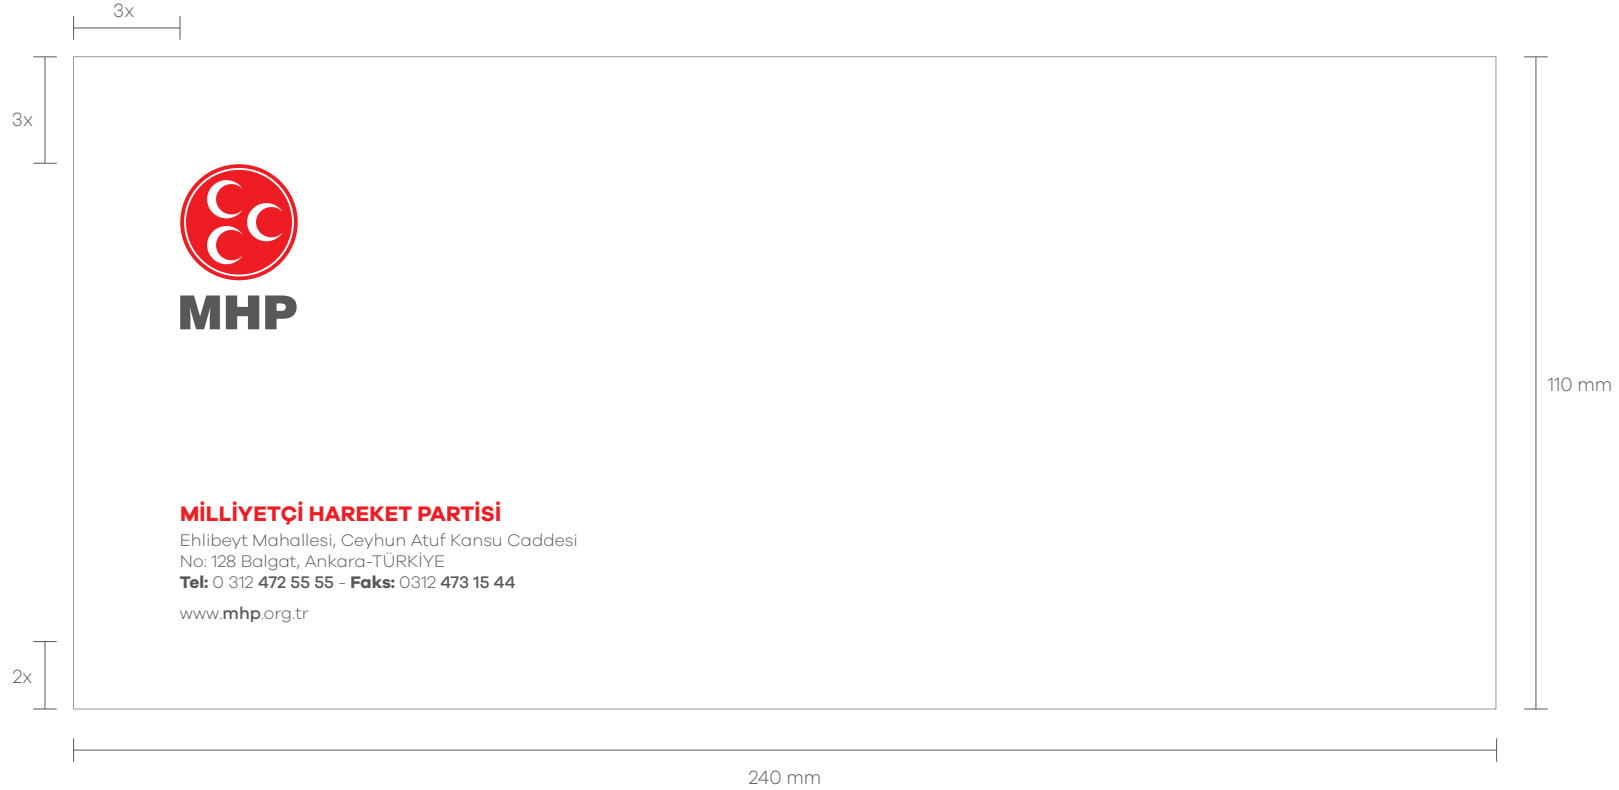 3x
3x
MHP
110 mm
MİLLİYETÇİ HAREKET PARTİSİ
Ehlibeyt Mahallesi, Ceyhun Atuf Kansu Caddesi
No: 128 Balgat, Ankara-TÜRKİYE
Tel: 0 312 472 55 55 - Faks: 0312 473 15 44
www.mhp.org.tr
2x
240 mm